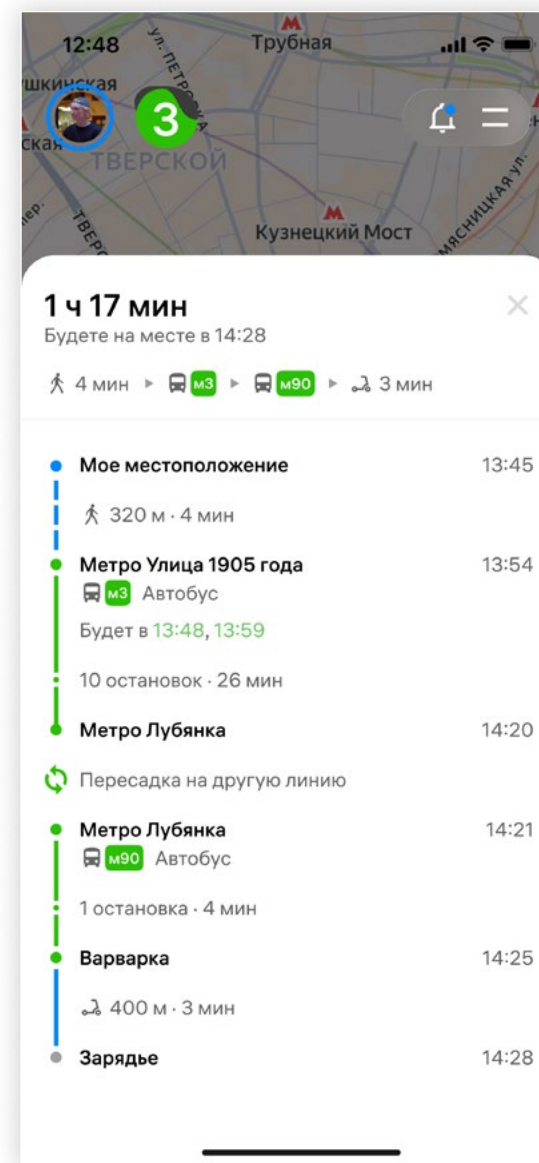 12:48
ул. ПЕТРОВКА
Трубная
шкинская
ская
3
ТВЕРСКОЙ
пер.
ТВЕРС
Кузнецкий Мост
МЯСНИЦКАЯ УЛ.
1 ч 17 мин
Будете на месте в 14:28
4 мин
м3
м90
3 мин
Мое местоположение 13:45
320 м · 4 мин
Метро Улица 1905 года 13:54
м3 Автобус
Будет в 13:48, 13:59
10 остановок · 26 мин
Метро Лубянка 14:20
Пересадка на другую линию
Метро Лубянка 14:21
м90 Автобус
1 остановка · 4 мин
Варварка 14:25
400 м · 3 мин
Зарядье 14:28